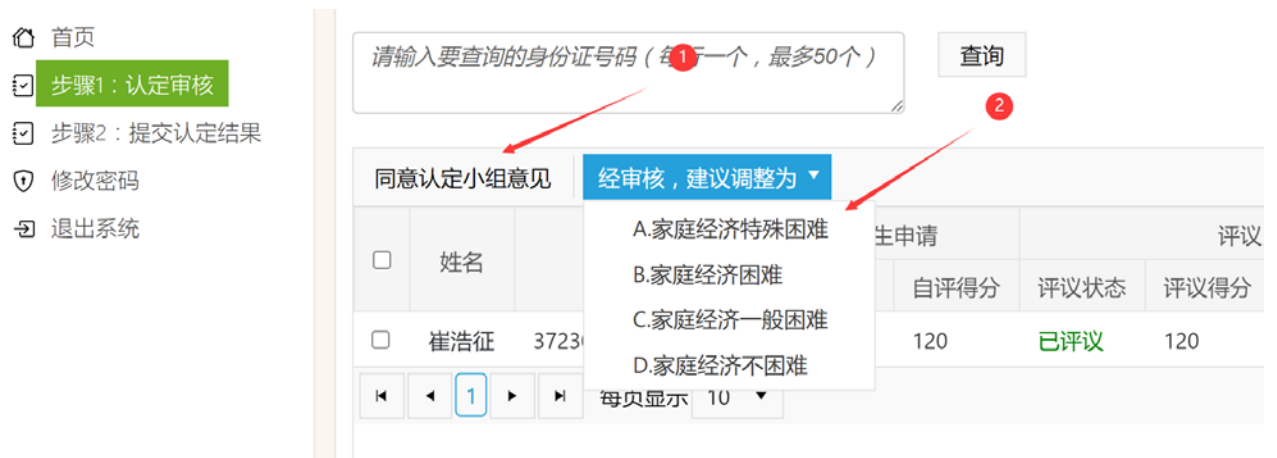 首页
步骤1：认定审核
步骤2：提交认定结果
修改密码
退出系统
请输入要查询的身份证号码（每行一个，最多50个）
查询
1
2
同意认定小组意见
经审核，建议调整为
A.家庭经济特殊困难
B.家庭经济困难
C.家庭经济一般困难
D.家庭经济不困难
姓名
生申请
评议
自评得分
评议状态
评议得分
崔浩征
3723
120
已评议
120
1
每页显示
10